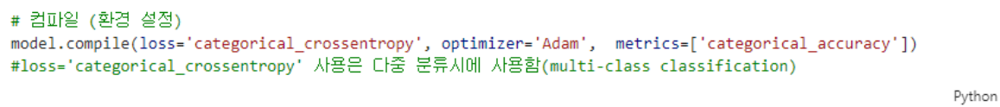 # 컴파일 (환경 설정)
model.compile(loss='categorical_crossentropy', optimizer='Adam',  metrics=['categorical_accuracy'])
#loss='categorical_crossentropy' 사용은 다중 분류시에 사용함(multi-class classification)
Python